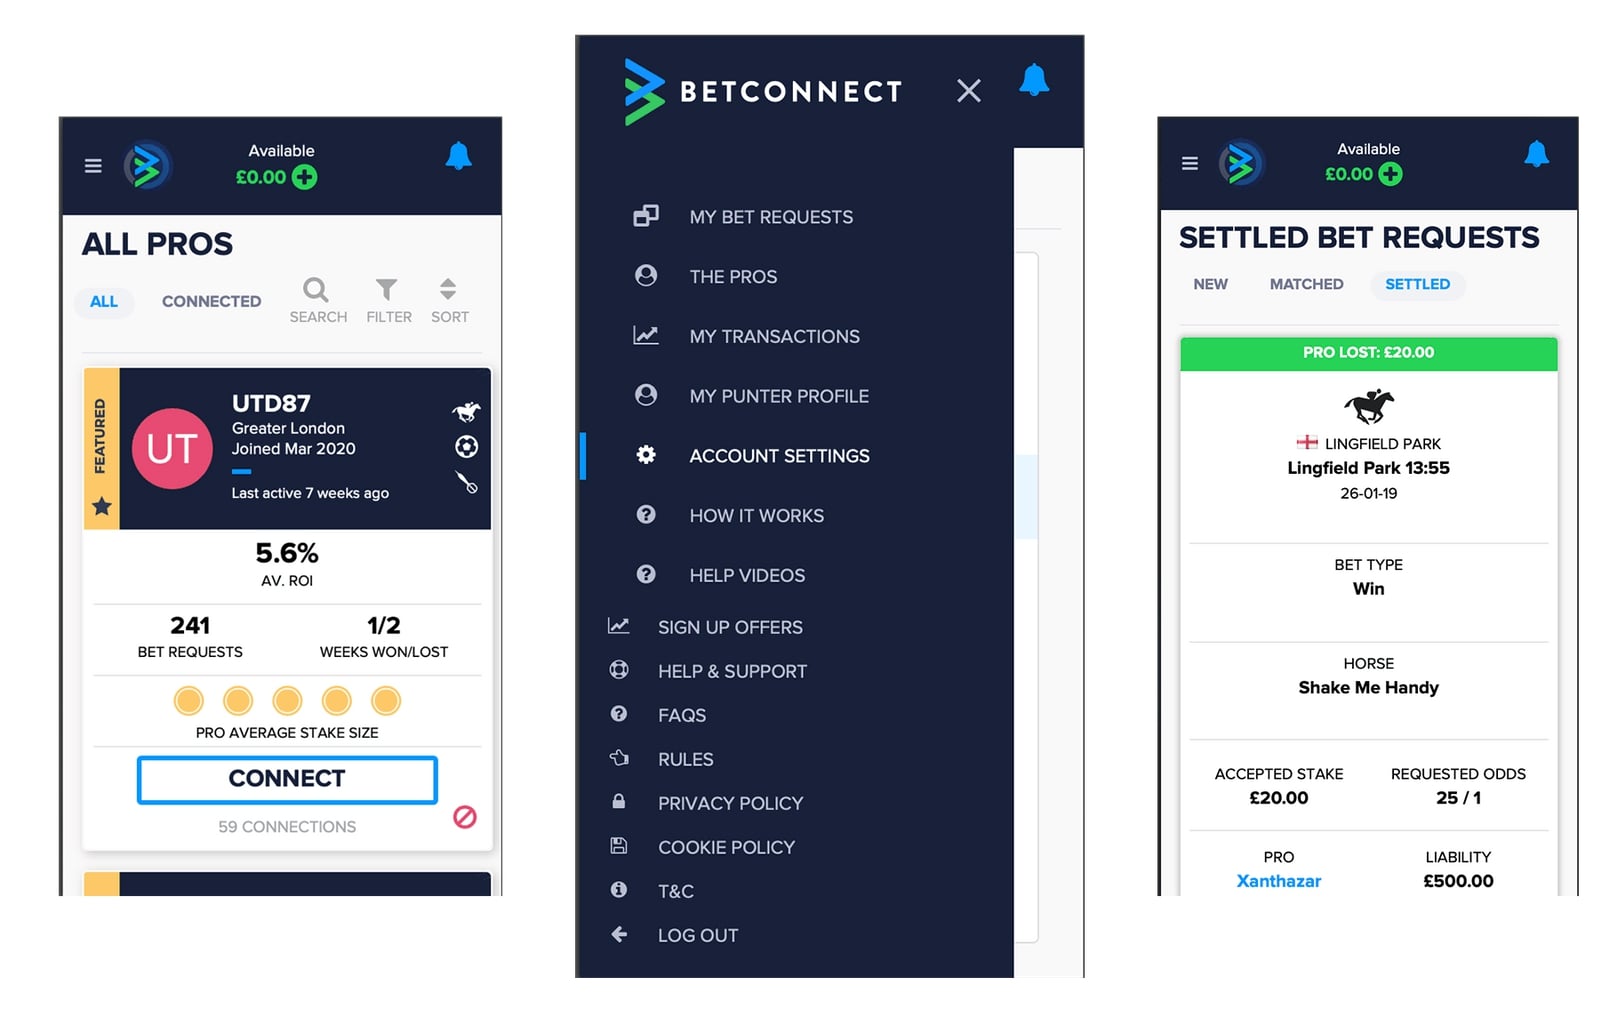 Available
£0.00
ALL PROS
ALL CONNECTED SEARCH FILTER SORT
FEATURED
UT
UTD87
Greater London
Joined Mar 2020
Last active 7 weeks ago
5.6%
AV. ROI
241 1/2
BET REQUESTS WEEKS WON/LOST
PRO AVERAGE STAKE SIZE
CONNECT
59 CONNECTIONS
BETCONNECT
MY BET REQUESTS
THE PROS
MY TRANSACTIONS
MY PUNTER PROFILE
ACCOUNT SETTINGS
HOW IT WORKS
HELP VIDEOS
SIGN UP OFFERS
HELP & SUPPORT
FAQS
RULES
PRIVACY POLICY
COOKIE POLICY
T&C
LOG OUT
Available
£0.00
SETTLED BET REQUESTS
NEW MATCHED SETTLED
PRO LOST: £20.00
LINGFIELD PARK
Lingfield Park 13:55
26-01-19
BET TYPE
Win
HORSE
Shake Me Handy
ACCEPTED STAKE REQUESTED ODDS
£20.00 25 / 1
PRO LIABILITY
Xanthazar £500.00